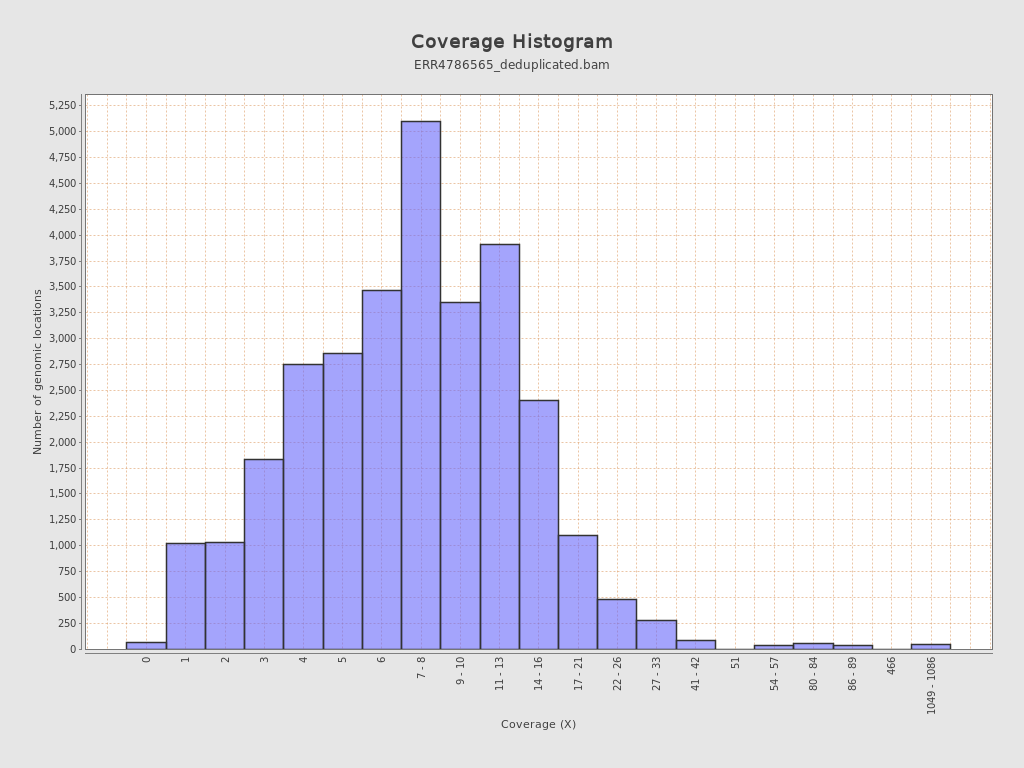 Coverage Histogram
ERR4786565_deduplicated.bam
Number of genomic locations
5,250
5,000
4,750
4,500
4,250
4,000
3,750
3,500
3,250
3,000
2,750
2,500
2,250
2,000
1,750
1,500
1,250
1,000
750
500
250
0
0
1
2
3
4
5
6
7 - 8
9 - 10
11 - 13
14 - 16
17 - 21
22 - 26
27 - 33
41 - 42
51
54 - 57
80 - 84
86 - 89
466
1049 - 1086
Coverage (X)